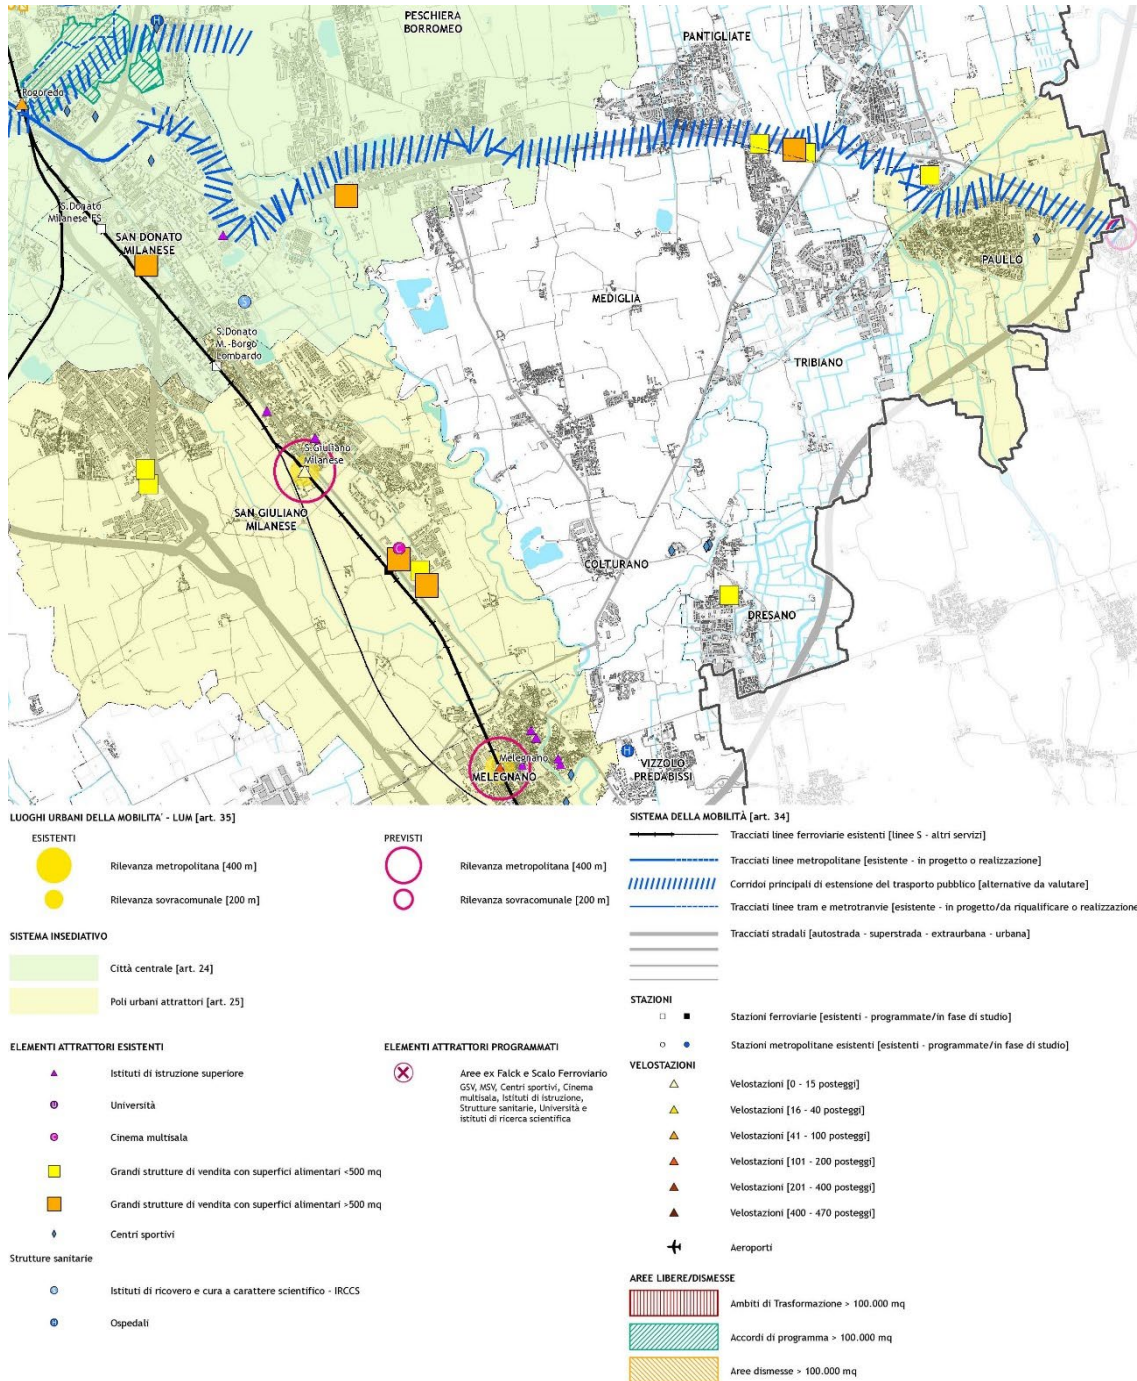 PESCHIERA
BORROMEO
PANTIGLIATE
Rogoredo
S.Donato
Milanese FS
SAN DONATO
MILANESE
PAULLO
MEDIGLIA
S.Donato
M.-Borgo
Lombardo
TRIBIANO
S.Giuliano
Milanese
SAN GIULIANO
MILANESE
COLTURANO
DRESANO
Melegnano
MELEGNANO
VIZZOLO
PREDABISSI
LUOGHI URBANI DELLA MOBILITA' - LUM [art. 35]
ESISTENTI
Rilevanza metropolitana [400 m]
Rilevanza sovracomunale [200 m]
PREVISTI
Rilevanza metropolitana [400 m]
Rilevanza sovracomunale [200 m]
SISTEMA INSEDIATIVO
Città centrale [art. 24]
Poli urbani attrattori [art. 25]
ELEMENTI ATTRATTORI ESISTENTI
Istituti di istruzione superiore
Università
Cinema multisala
Grandi strutture di vendita con superfici alimentari <500 mq
Grandi strutture di vendita con superfici alimentari >500 mq
Centri sportivi
Strutture sanitarie
Istituti di ricovero e cura a carattere scientifico - IRCCS
Ospedali
ELEMENTI ATTRATTORI PROGRAMMATI
Aree ex Falck e Scalo Ferroviario
GSV, MSV, Centri sportivi, Cinema
multisala, Istituti di istruzione,
Strutture sanitarie, Università e
istituti di ricerca scientifica
SISTEMA DELLA MOBILITÀ [art. 34]
Tracciati linee ferroviarie esistenti [linee S - altri servizi]
Tracciati linee metropolitane [esistente - in progetto o realizzazione]
Corridoi principali di estensione del trasporto pubblico [alternative da valutare]
Tracciati linee tram e metrotranvie [esistente - in progetto/da riqualificare o realizzazione
Tracciati stradali [autostrada - superstrada - extraurbana - urbana]
STAZIONI
Stazioni ferroviarie [esistenti - programmate/in fase di studio]
Stazioni metropolitane esistenti [esistenti - programmate/in fase di studio]
VELOSTAZIONI
Velostazioni [0 - 15 posteggi]
Velostazioni [16 - 40 posteggi]
Velostazioni [41 - 100 posteggi]
Velostazioni [101 - 200 posteggi]
Velostazioni [201 - 400 posteggi]
Velostazioni [400 - 470 posteggi]
Aeroporti
AREE LIBERE/DISMESSE
Ambiti di Trasformazione > 100.000 mq
Accordi di programma > 100.000 mq
Aree dismesse > 100.000 mq